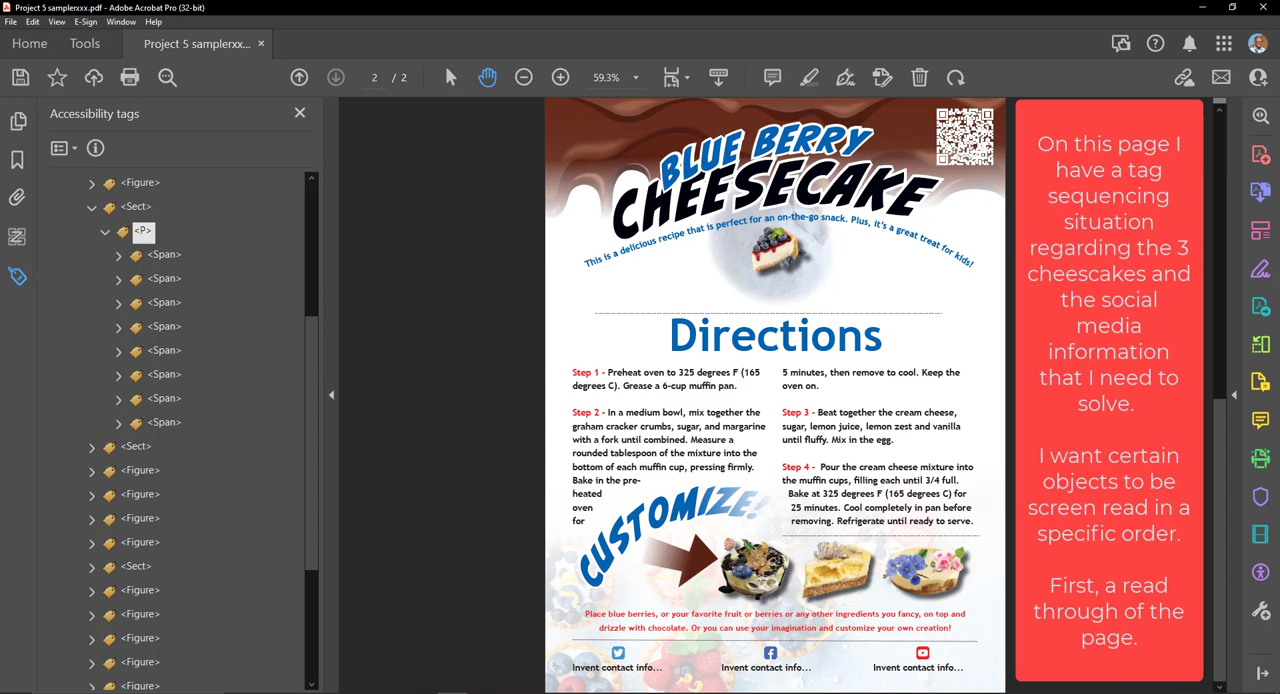 Project 5 samplerxxx.pdf - Adobe Acrobat Pro (32-bit)
File Edit View E-Sign Window Help
Home Tools Project 5 samplerxx... ×
2 / 2 59.3%
Accessibility tags
<Figure>
<Sect>
<P>
<Span>
<Span>
<Span>
<Span>
<Span>
<Span>
<Span>
<Span>
<Sect>
<Figure>
<Figure>
<Figure>
<Figure>
<Sect>
<Figure>
<Figure>
<Figure>
<Figure>
<Figure>
BLUE BERRY
CHEESECAKE
This is a delicious recipe that is perfect for an on-the-go snack. Plus, it's a great treat for kids!
Directions
Step 1 - Preheat oven to 325 degrees F (165
degrees C). Grease a 6-cup muffin pan.
Step 2 - In a medium bowl, mix together the
graham cracker crumbs, sugar, and margarine
with a fork until combined. Measure a
rounded tablespoon of the mixture into the
bottom of each muffin cup, pressing firmly.
Bake in the pre-
heated
oven
for
5 minutes, then remove to cool. Keep the
oven on.
Step 3 - Beat together the cream cheese,
sugar, lemon juice, lemon zest and vanilla
until fluffy. Mix in the egg.
Step 4 - Pour the cream cheese mixture into
the muffin cups, filling each until 3/4 full.
Bake at 325 degrees F (165 degrees C) for
25 minutes. Cool completely in pan before
removing. Refrigerate until ready to serve.
CUSTOMIZE!
Place blue berries, or your favorite fruit or berries or any other ingredients you fancy, on top and
drizzle with chocolate. Or you can use your imagination and customize your own creation!
Invent contact info... Invent contact info... Invent contact info...
On this page I
have a tag
sequencing
situation
regarding the 3
cheescakes and
the social
media
information
that I need to
solve.
I want certain
objects to be
screen read in a
specific order.
First, a read
through of the
page.